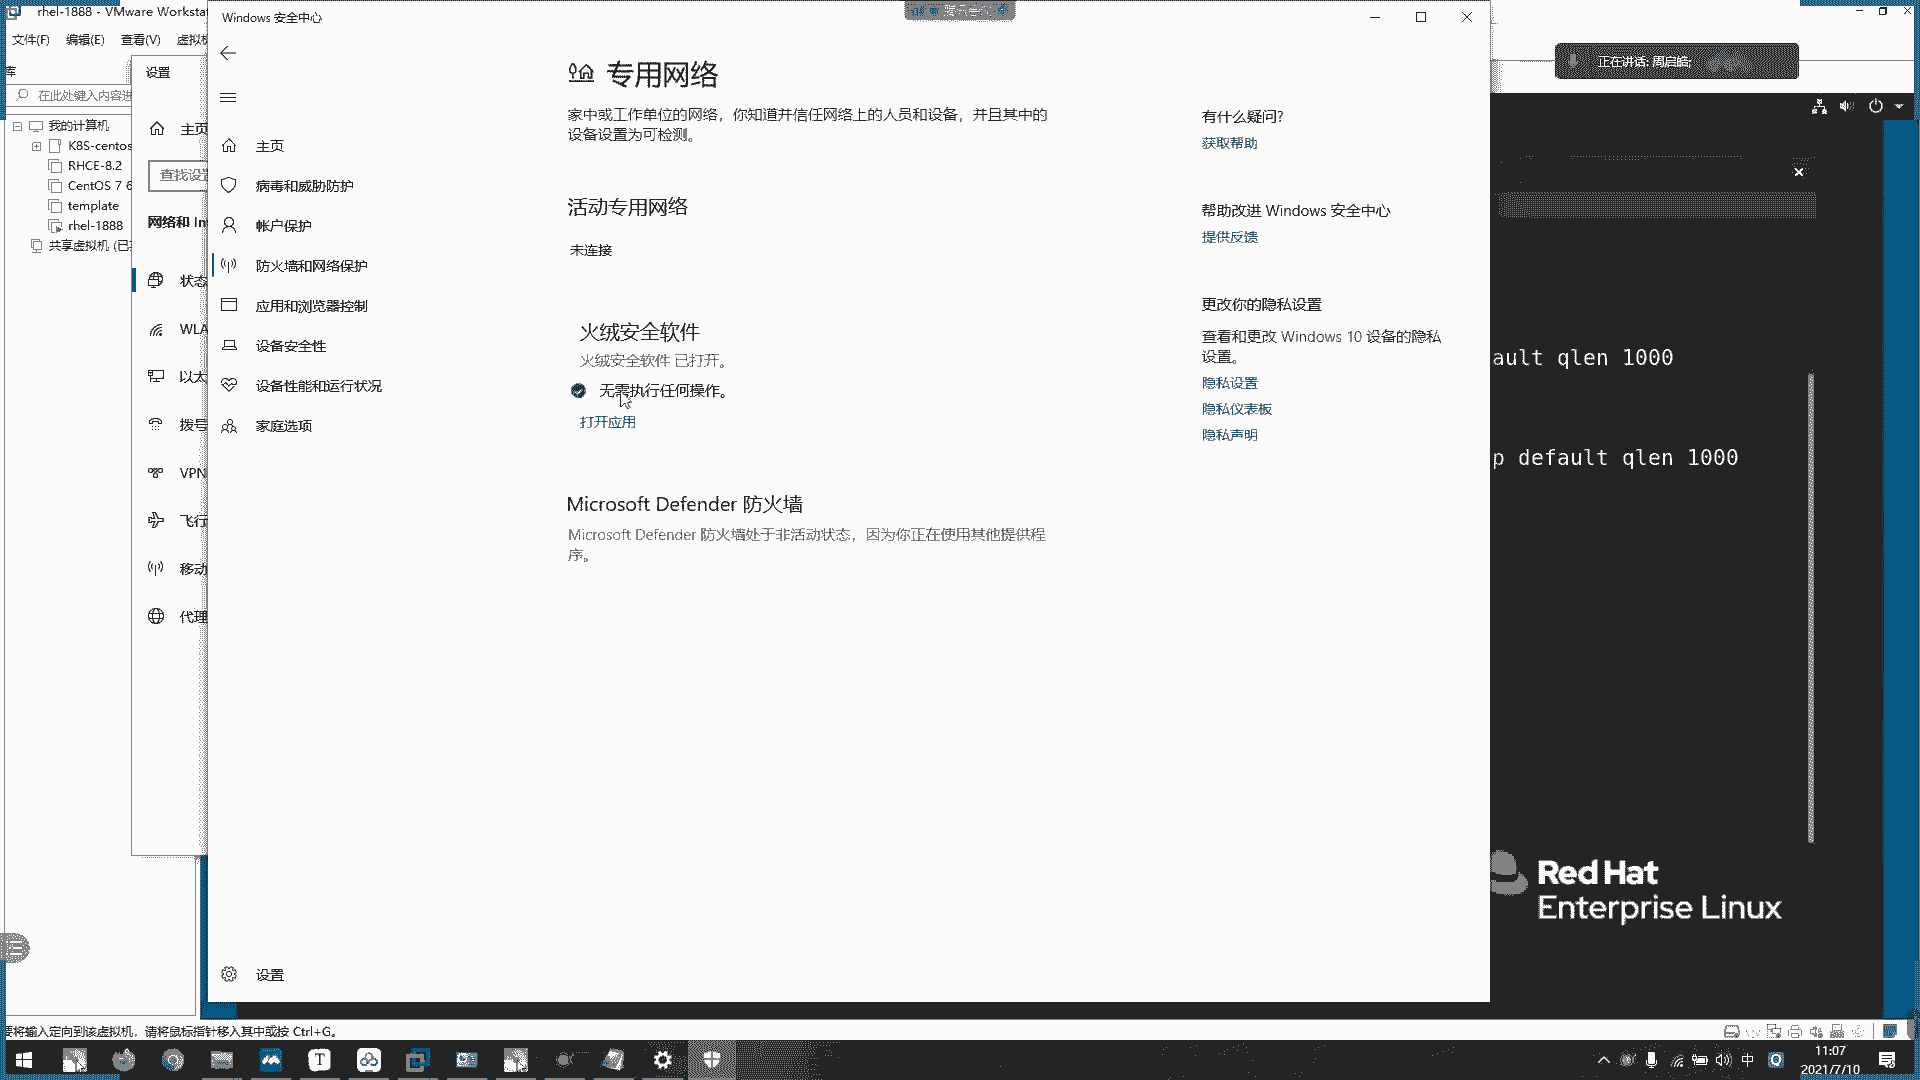 rhel-1888 - VMware Worksta
文件(F) 编辑(E) 查看(V) 虚拟机
库
在此处键入内容进
我的计算机
K8S-centos
RHCE-8.2
CentOS 7 6
template
rhel-1888
共享虚拟机 (已
设置
主页
查找设置
网络和 In
状态
WLA
以太
拨号
VPN
飞行
移动
代理
Windows 安全中心
主页
病毒和威胁防护
帐户保护
防火墙和网络保护
应用和浏览器控制
设备安全性
设备性能和运行状况
家庭选项
设置
专用网络
家中或工作单位的网络，你知道并信任网络上的人员和设备，并且其中的
设备设置为可检测。
活动专用网络
未连接
火绒安全软件
火绒安全软件 已打开。
无需执行任何操作。
打开应用
Microsoft Defender 防火墙
Microsoft Defender 防火墙处于非活动状态，因为你正在使用其他提供程
序。
有什么疑问?
获取帮助
帮助改进 Windows 安全中心
提供反馈
更改你的隐私设置
查看和更改 Windows 10 设备的隐私
设置。
隐私设置
隐私仪表板
隐私声明
正在讲话: 周启皓;
ault qlen 1000
p default qlen 1000
Red Hat
Enterprise Linux
要将输入定向到该虚拟机，请将鼠标指针移入其中或按 Ctrl+G。
中
11:07
2021/7/10